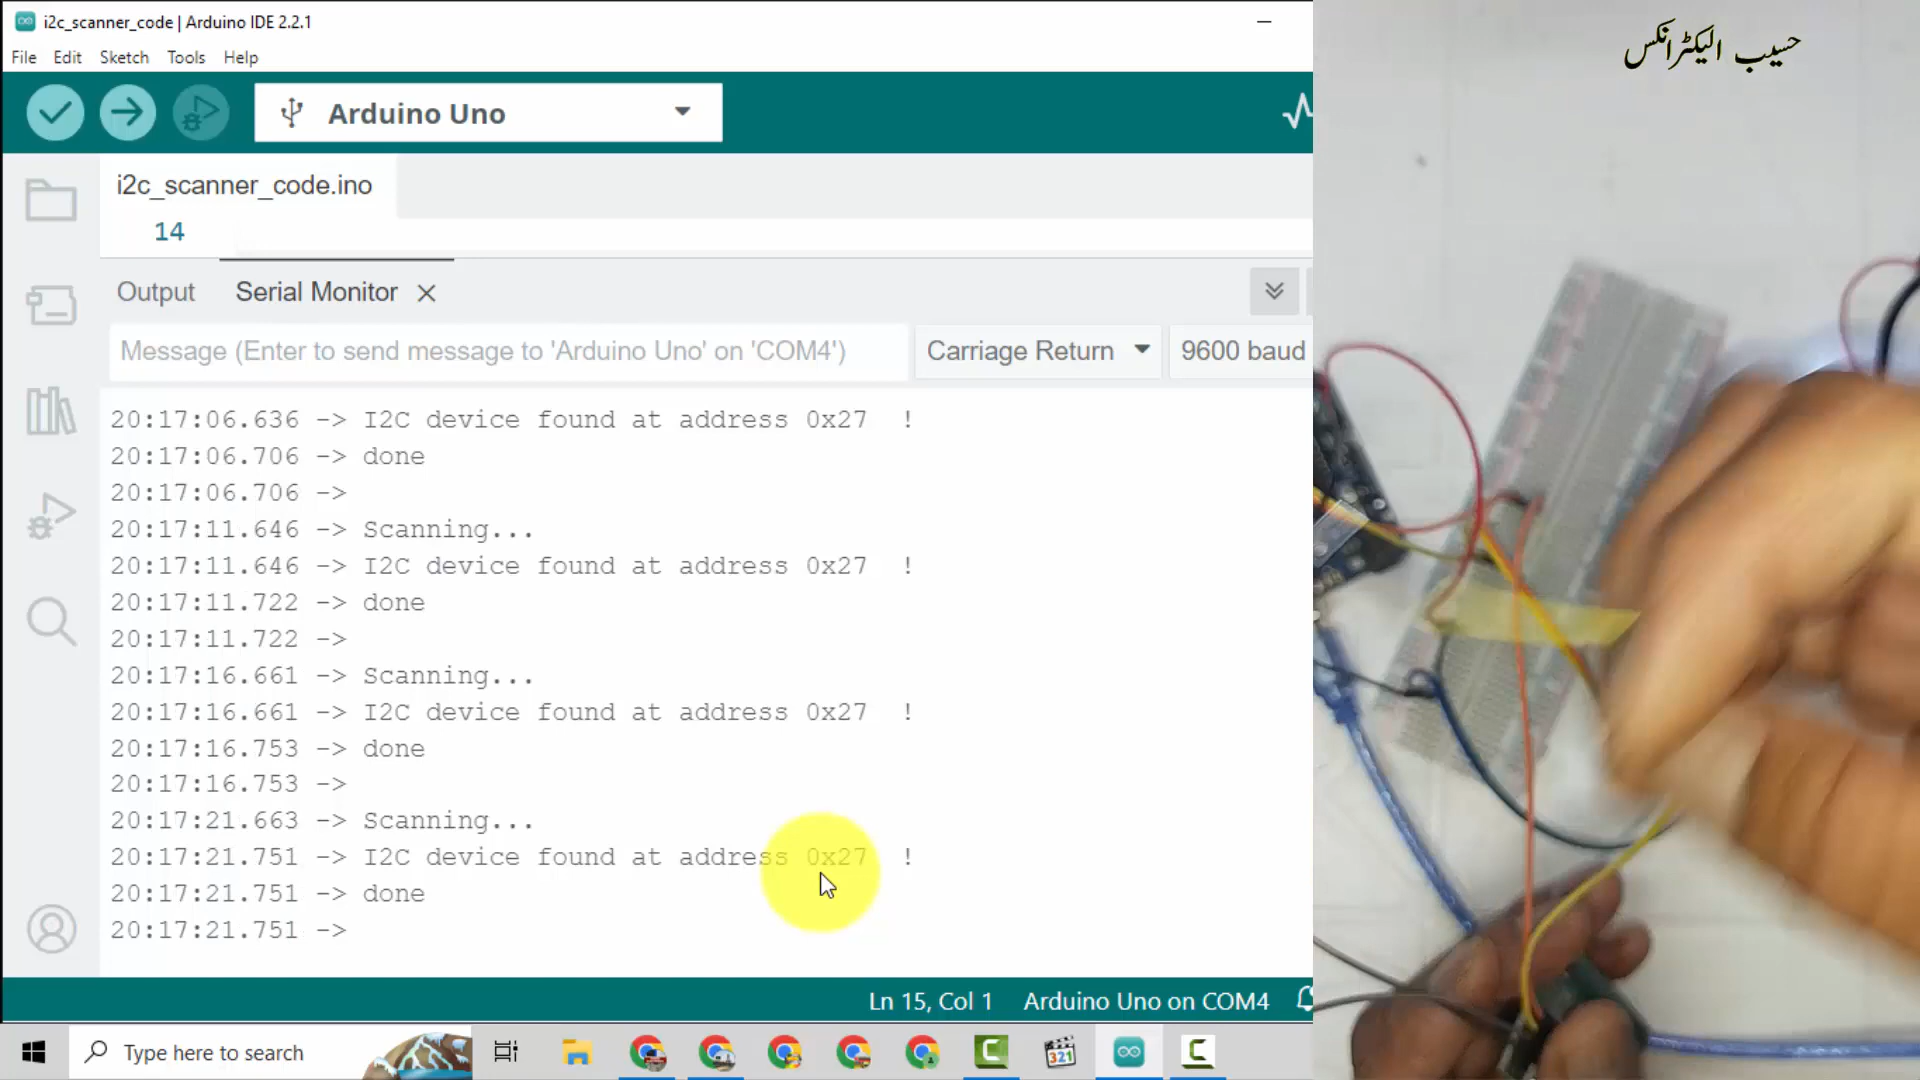 i2c_scanner_code | Arduino IDE 2.2.1
File Edit Sketch Tools Help
Arduino Uno
i2c_scanner_code.ino
14
Output Serial Monitor
Message (Enter to send message to 'Arduino Uno' on 'COM4') Carriage Return 9600 baud
20:17:06.636 -> I2C device found at address 0x27  !
20:17:06.706 -> done
20:17:06.706 ->
20:17:11.646 -> Scanning...
20:17:11.646 -> I2C device found at address 0x27  !
20:17:11.722 -> done
20:17:11.722 ->
20:17:16.661 -> Scanning...
20:17:16.661 -> I2C device found at address 0x27  !
20:17:16.753 -> done
20:17:16.753 ->
20:17:21.663 -> Scanning...
20:17:21.751 -> I2C device found at address 0x27  !
20:17:21.751 -> done
20:17:21.751 ->
Ln 15, Col 1 Arduino Uno on COM4
Type here to search
321
حسیب الیکٹرانکس